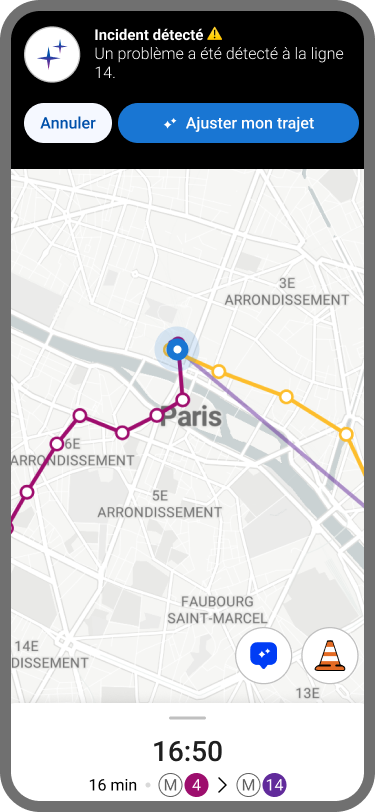 Incident détecté
Un problème a été détecté à la ligne
14.
Annuler
Ajuster mon trajet
3E
ARRONDISSEMENT
Paris
6E
ARRONDISSEMENT
5E
ARRONDISSEMENT
FAUBOURG
SAINT-MARCEL
14E
DISSEMENT
13E
16:50
16 min M 4 M 14